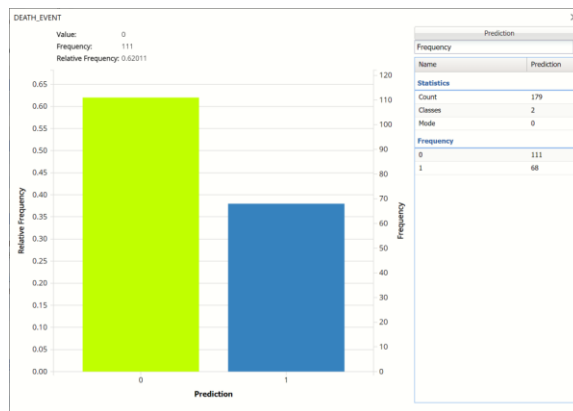 DEATH_EVENT
Value: 0
Frequency: 111
Relative Frequency: 0.62011
0.65
0.60
0.55
0.50
0.45
0.40
0.35
0.30
0.25
0.20
0.15
0.10
0.05
0.00
Relative Frequency
120
110
100
90
80
70
60
50
40
30
20
10
0
Frequency
0 1
Prediction
Prediction
Frequency
Name Prediction
Statistics
Count 179
Classes 2
Mode 0
Frequency
0 111
1 68